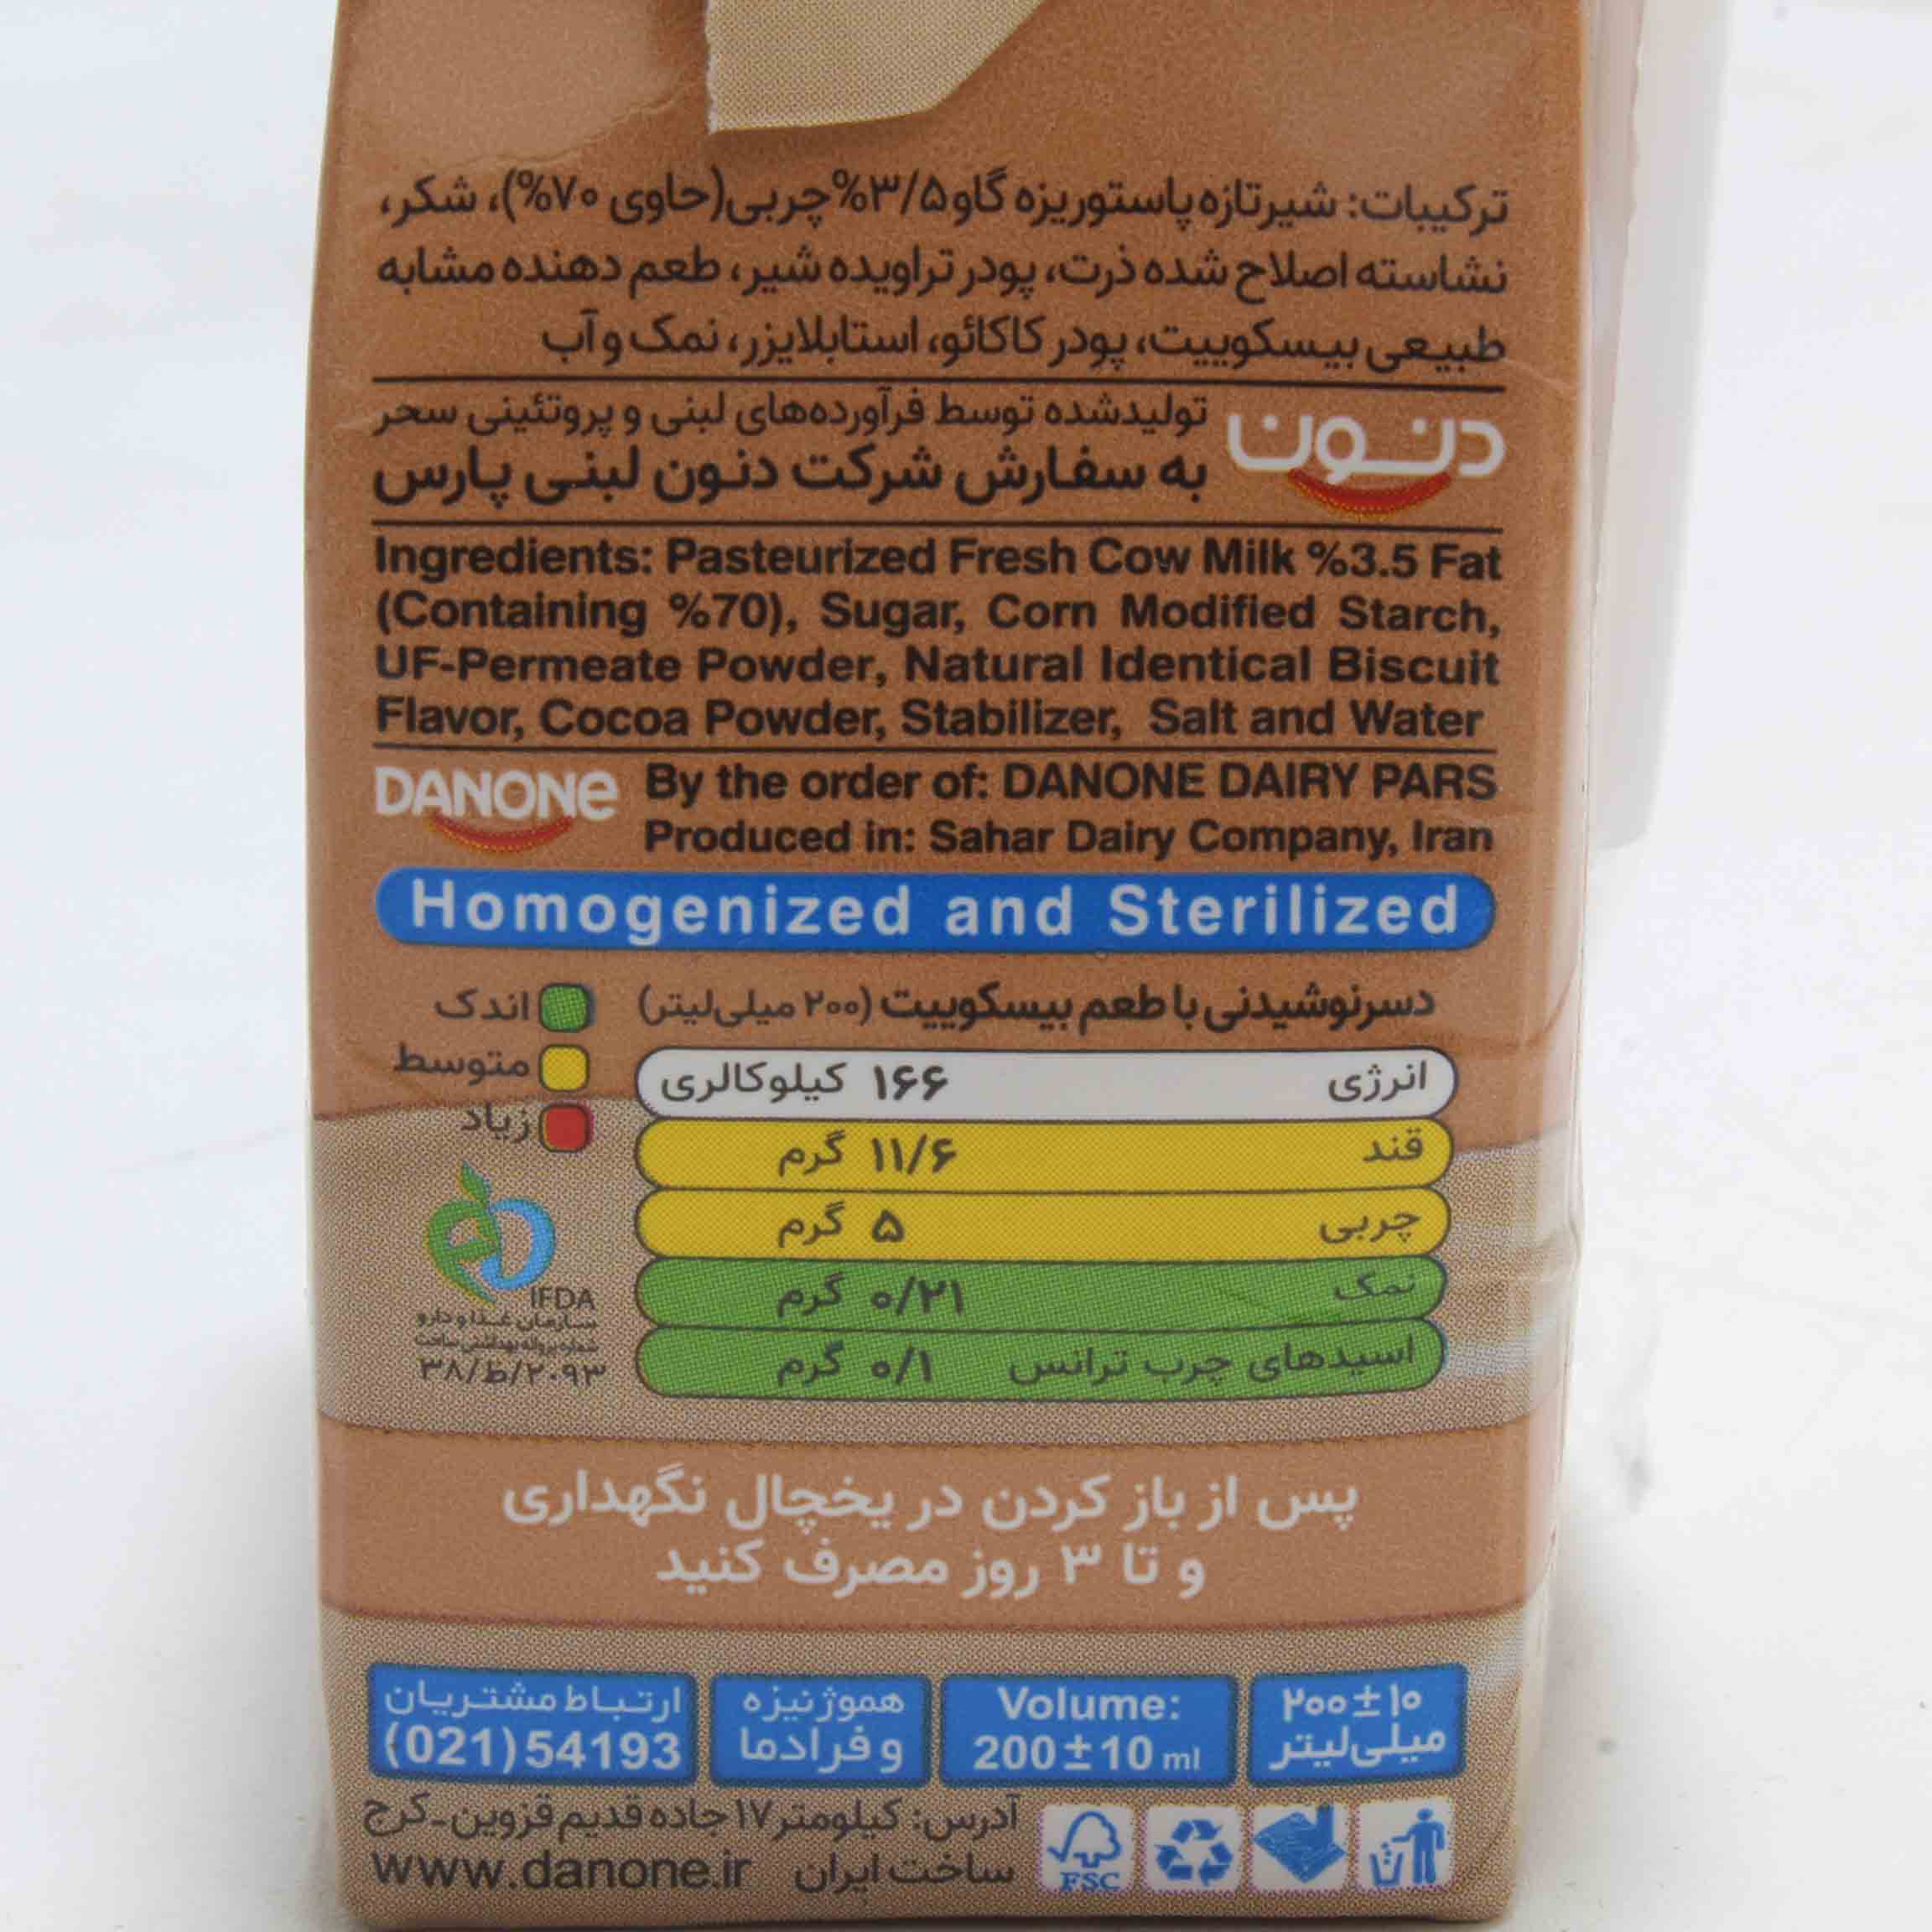 ترکیبات: شیرتازه پاستوریزه گاو ۳/۵% چربی(حاوی ۷۰%)، شکر،
نشاسته اصلاح شده ذرت، پودر تراویده شیر، طعم دهنده مشابه
طبیعی بیسکوییت، پودر کاکائو، استابلایزر، نمک و آب
دنون
تولیدشده توسط فرآورده‌های لبنی و پروتئینی سحر
به سفارش شرکت دنون لبنی پارس
Ingredients: Pasteurized Fresh Cow Milk %3.5 Fat
(Containing %70), Sugar, Corn Modified Starch,
UF-Permeate Powder, Natural Identical Biscuit
Flavor, Cocoa Powder, Stabilizer, Salt and Water
DANONE
By the order of: DANONE DAIRY PARS
Produced in: Sahar Dairy Company, Iran
Homogenized and Sterilized
دسرنوشیدنی با طعم بیسکوییت (۲۰۰ میلی‌لیتر)
اندک
متوسط
زیاد
انرژی ۱۶۶ کیلوکالری
قند ۱۱/۶ گرم
چربی ۵ گرم
نمک ۰/۲۱ گرم
اسیدهای چرب ترانس ۰/۱ گرم
IFDA
سازمان غذا و دارو
شماره پروانه بهداشتی ساخت
۳۸/ط/۲۰۹۳
پس از باز کردن در یخچال نگهداری
و تا ۳ روز مصرف کنید
۲۰۰±۱۰
میلی‌لیتر
Volume:
200±10 ml
هموژنیزه
و فرادما
ارتباط مشتریان
(021)54193
آدرس: کیلومتر ۱۷ جاده قدیم قزوین-کرج
ساخت ایران www.danone.ir
FSC